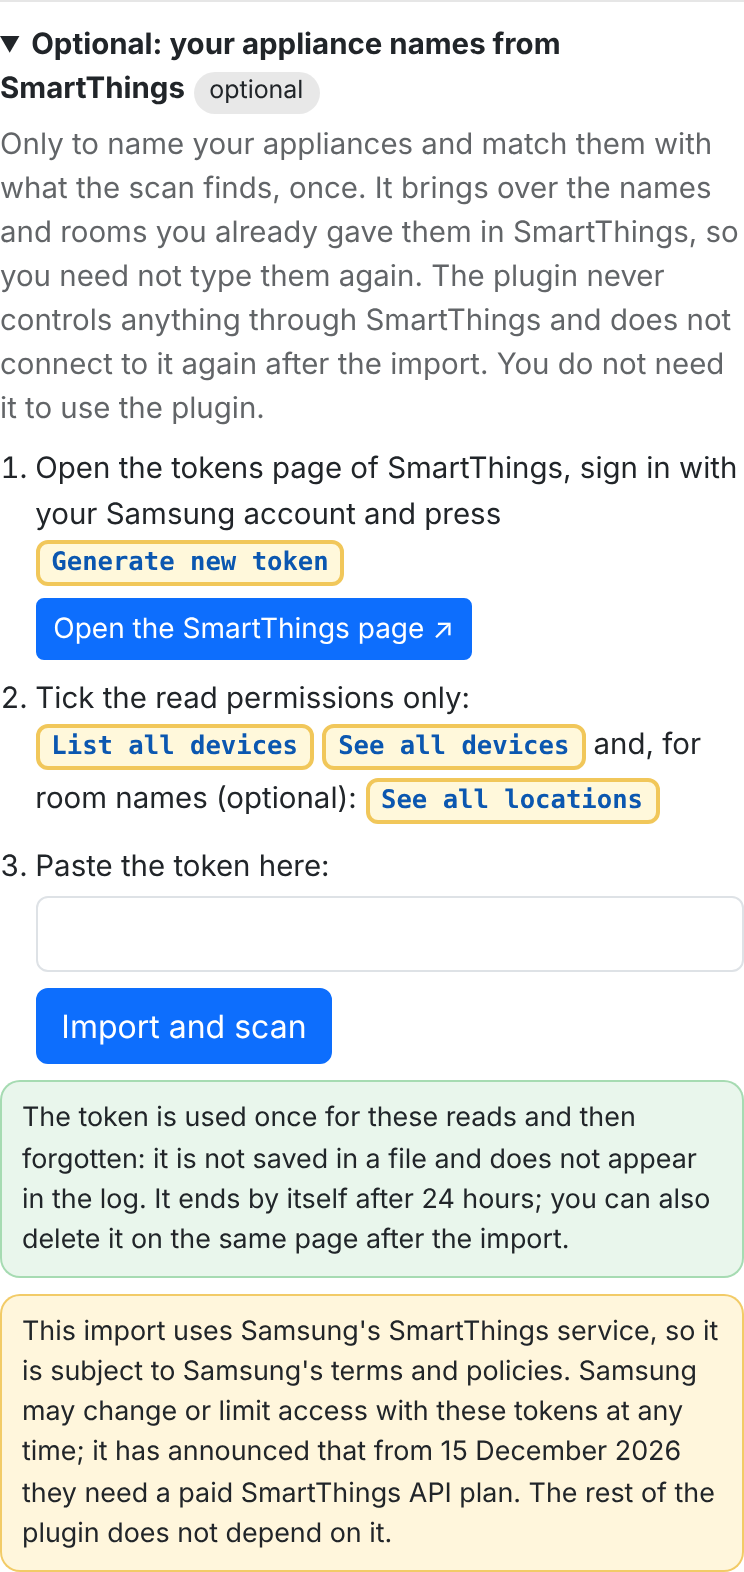 ▼ Optional: your appliance names from
SmartThings optional
Only to name your appliances and match them with
what the scan finds, once. It brings over the names
and rooms you already gave them in SmartThings, so
you need not type them again. The plugin never
controls anything through SmartThings and does not
connect to it again after the import. You do not need
it to use the plugin.
1. Open the tokens page of SmartThings, sign in with
your Samsung account and press
Generate new token
Open the SmartThings page ↗
2. Tick the read permissions only:
List all devices See all devices and, for
room names (optional): See all locations
3. Paste the token here:
Import and scan
The token is used once for these reads and then
forgotten: it is not saved in a file and does not appear
in the log. It ends by itself after 24 hours; you can also
delete it on the same page after the import.
This import uses Samsung's SmartThings service, so it
is subject to Samsung's terms and policies. Samsung
may change or limit access with these tokens at any
time; it has announced that from 15 December 2026
they need a paid SmartThings API plan. The rest of the
plugin does not depend on it.